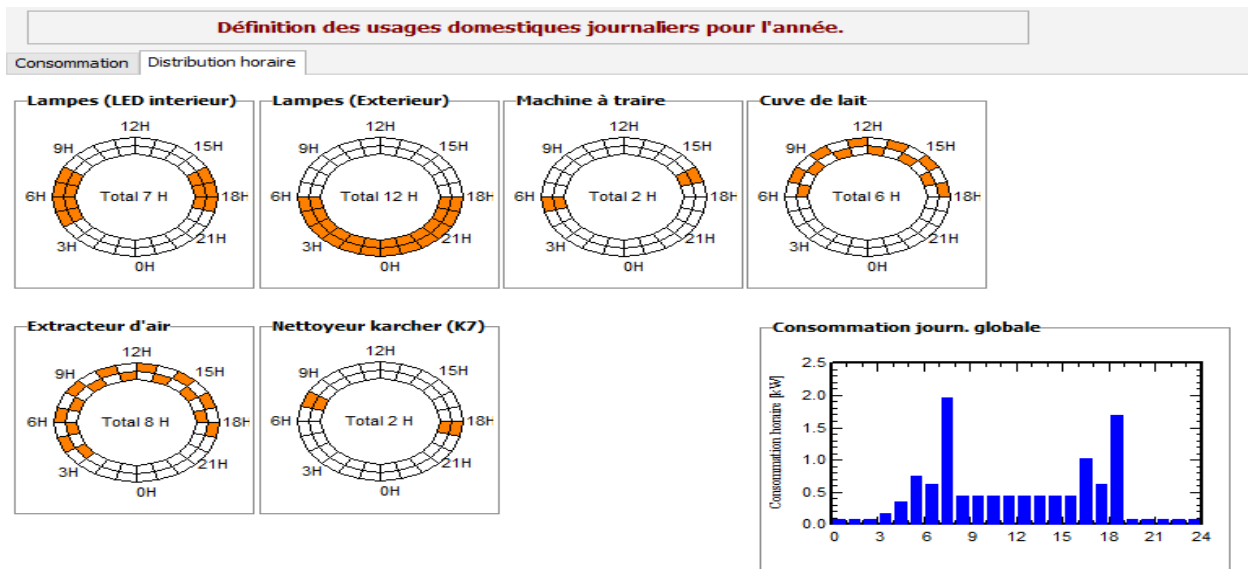 Définition des usages domestiques journaliers pour l'année.
Consommation
Distribution horaire
Lampes (LED interieur)
12H
9H
15H
6H
Total 7 H
18H
3H
21H
0H
Lampes (Exterieur)
12H
9H
15H
6H
Total 12 H
18H
3H
21H
0H
Machine à traire
12H
9H
15H
6H
Total 2 H
18H
3H
21H
0H
Cuve de lait
12H
9H
15H
6H
Total 6 H
18H
3H
21H
0H
Extracteur d'air
12H
9H
15H
6H
Total 8 H
18H
3H
21H
0H
Nettoyeur karcher (K7)
12H
9H
15H
6H
Total 2 H
18H
3H
21H
0H
Consommation journ. globale
Consommation horaire [kW]
2.5
2.0
1.5
1.0
0.5
0.0
0 3 6 9 12 15 18 21 24